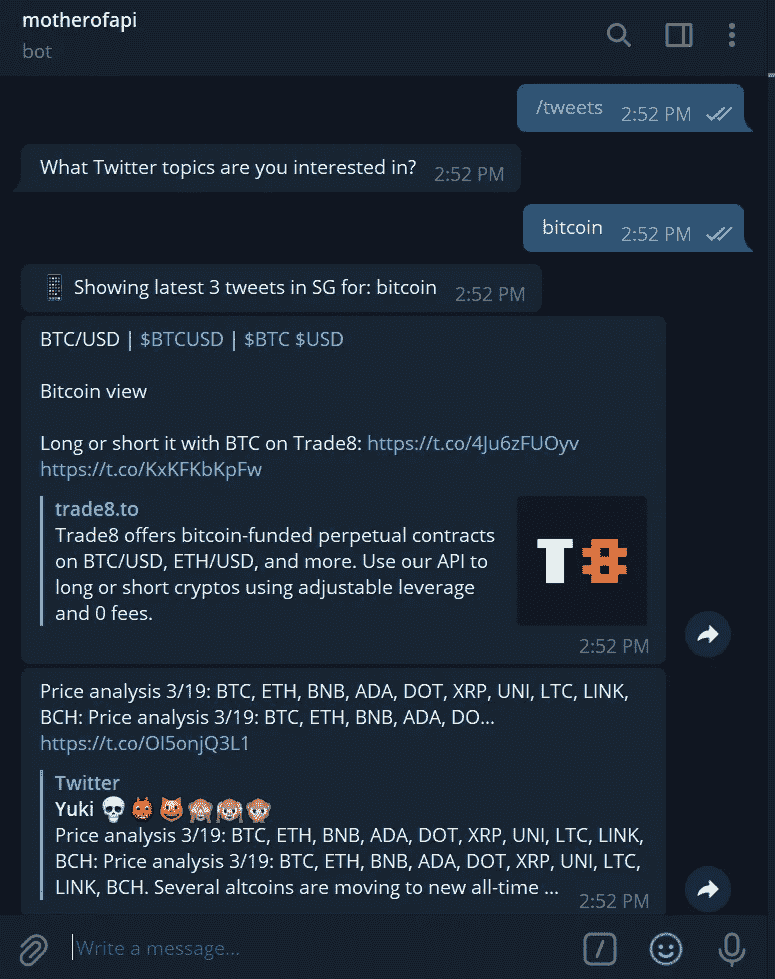 motherofapi
bot
/tweets 2:52 PM
What Twitter topics are you interested in? 2:52 PM
bitcoin 2:52 PM
Showing latest 3 tweets in SG for: bitcoin 2:52 PM
BTC/USD | $BTCUSD | $BTC $USD
Bitcoin view
Long or short it with BTC on Trade8: https://t.co/4Ju6zFUOyv
https://t.co/KxKFKbKpFw
trade8.to
Trade8 offers bitcoin-funded perpetual contracts
on BTC/USD, ETH/USD, and more. Use our API to
long or short cryptos using adjustable leverage
and 0 fees.
T8
2:52 PM
Price analysis 3/19: BTC, ETH, BNB, ADA, DOT, XRP, UNI, LTC, LINK,
BCH: Price analysis 3/19: BTC, ETH, BNB, ADA, DO...
https://t.co/OI5onjQ3L1
Twitter
Yuki 💀
Price analysis 3/19: BTC, ETH, BNB, ADA, DOT, XRP, UNI, LTC, LINK,
BCH: Price analysis 3/19: BTC, ETH, BNB, ADA, DOT, XRP, UNI, LTC,
LINK, BCH. Several altcoins are moving to new all-time ...
2:52 PM
Write a message...